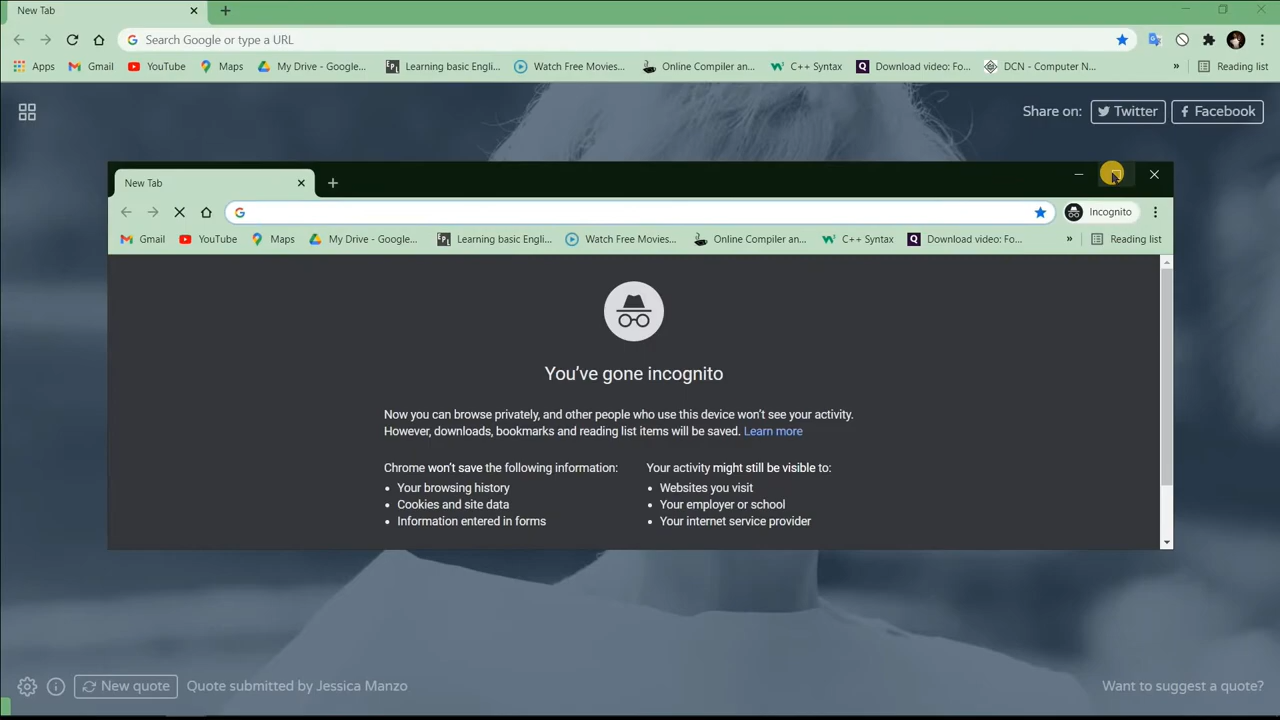 New Tab
Search Google or type a URL
Apps Gmail YouTube Maps My Drive - Google... Learning basic Engli... Watch Free Movies... Online Compiler an... C++ Syntax Download video: Fo... DCN - Computer N... » Reading list
Share on: Twitter Facebook
New Tab
Incognito
Gmail YouTube Maps My Drive - Google... Learning basic Engli... Watch Free Movies... Online Compiler an... C++ Syntax Download video: Fo... » Reading list
You've gone incognito
Now you can browse privately, and other people who use this device won't see your activity.
However, downloads, bookmarks and reading list items will be saved. Learn more
Chrome won't save the following information:
• Your browsing history
• Cookies and site data
• Information entered in forms
Your activity might still be visible to:
• Websites you visit
• Your employer or school
• Your internet service provider
New quote Quote submitted by Jessica Manzo Want to suggest a quote?